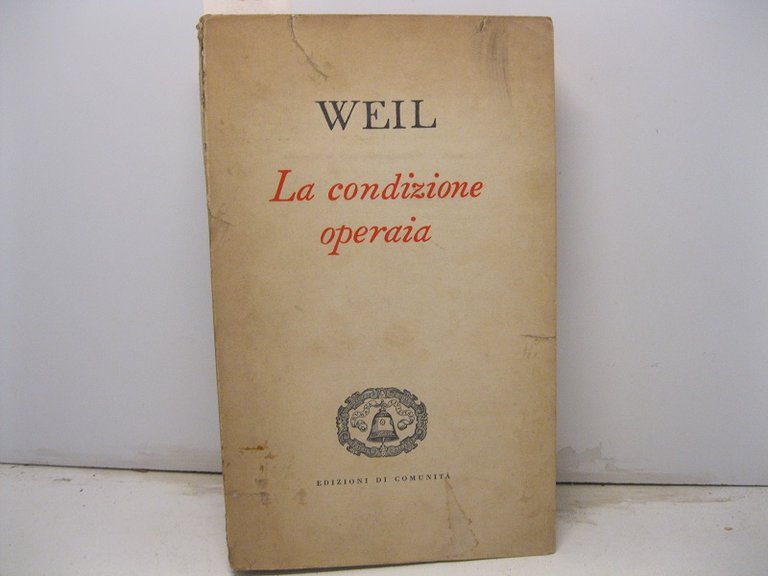 WEIL
La condizione
operaia
EDIZIONI DI COMUNITÀ